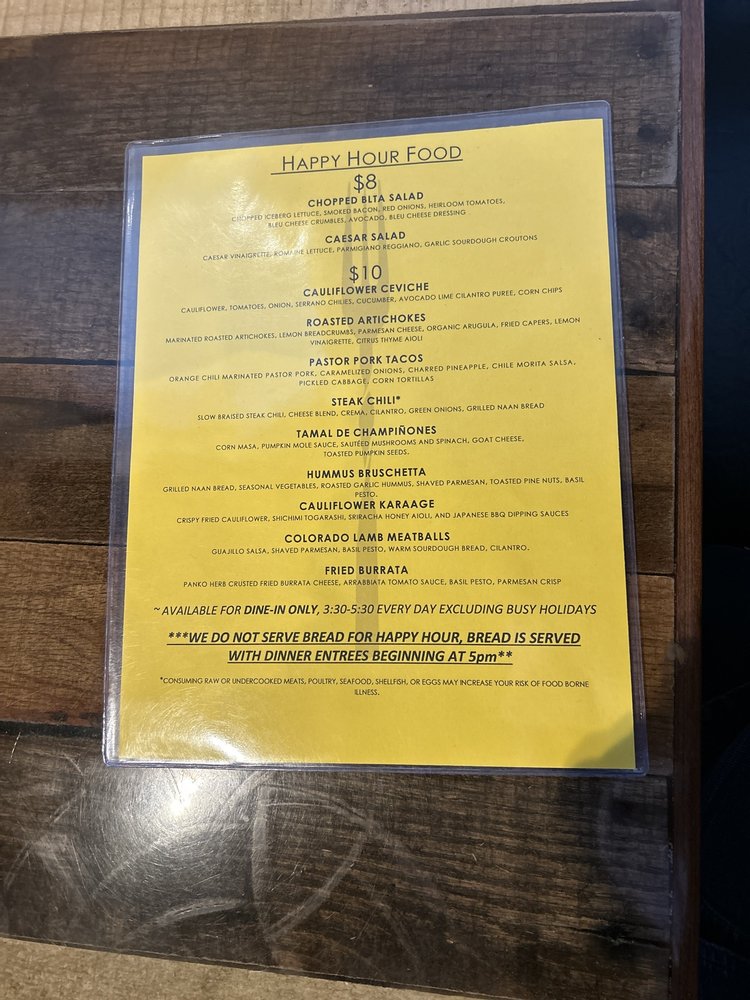 HAPPY HOUR FOOD
$8
CHOPPED BLTA SALAD
CHOPPED ICEBERG LETTUCE, SMOKED BACON, RED ONIONS, HEIRLOOM TOMATOES,
BLEU CHEESE CRUMBLES, AVOCADO, BLEU CHEESE DRESSING
CAESAR SALAD
CAESAR VINAIGRETTE, ROMAINE LETTUCE, PARMIGIANO REGGIANO, GARLIC SOURDOUGH CROUTONS
$10
CAULIFLOWER CEVICHE
CAULIFLOWER, TOMATOES, ONION, SERRANO CHILIES, CUCUMBER, AVOCADO LIME CILANTRO PUREE, CORN CHIPS
ROASTED ARTICHOKES
MARINATED ROASTED ARTICHOKES, LEMON BREADCRUMBS, PARMESAN CHEESE, ORGANIC ARUGULA, FRIED CAPERS, LEMON
VINAIGRETTE, CITRUS THYME AIOLI
PASTOR PORK TACOS
ORANGE CHILI MARINATED PASTOR PORK, CARAMELIZED ONIONS, CHARRED PINEAPPLE, CHILE MORITA SALSA,
PICKLED CABBAGE, CORN TORTILLAS
STEAK CHILI*
SLOW BRAISED STEAK CHILI, CHEESE BLEND, CREMA, CILANTRO, GREEN ONIONS, GRILLED NAAN BREAD
TAMAL DE CHAMPIÑONES
CORN MASA, PUMPKIN MOLE SAUCE, SAUTÉED MUSHROOMS AND SPINACH, GOAT CHEESE,
TOASTED PUMPKIN SEEDS.
HUMMUS BRUSCHETTA
GRILLED NAAN BREAD, SEASONAL VEGETABLES, ROASTED GARLIC HUMMUS, SHAVED PARMESAN, TOASTED PINE NUTS, BASIL
PESTO.
CAULIFLOWER KARAAGE
CRISPY FRIED CAULIFLOWER, SHICHIMI TOGARASHI, SRIRACHA HONEY AIOLI, AND JAPANESE BBQ DIPPING SAUCES
COLORADO LAMB MEATBALLS
GUAJILLO SALSA, SHAVED PARMESAN, BASIL PESTO, WARM SOURDOUGH BREAD, CILANTRO.
FRIED BURRATA
PANKO HERB CRUSTED FRIED BURRATA CHEESE, ARRABBIATA TOMATO SAUCE, BASIL PESTO, PARMESAN CRISP
~AVAILABLE FOR DINE-IN ONLY, 3:30-5:30 EVERY DAY EXCLUDING BUSY HOLIDAYS
***WE DO NOT SERVE BREAD FOR HAPPY HOUR, BREAD IS SERVED
WITH DINNER ENTREES BEGINNING AT 5pm**
*CONSUMING RAW OR UNDERCOOKED MEATS, POULTRY, SEAFOOD, SHELLFISH, OR EGGS MAY INCREASE YOUR RISK OF FOOD BORNE
ILLNESS.